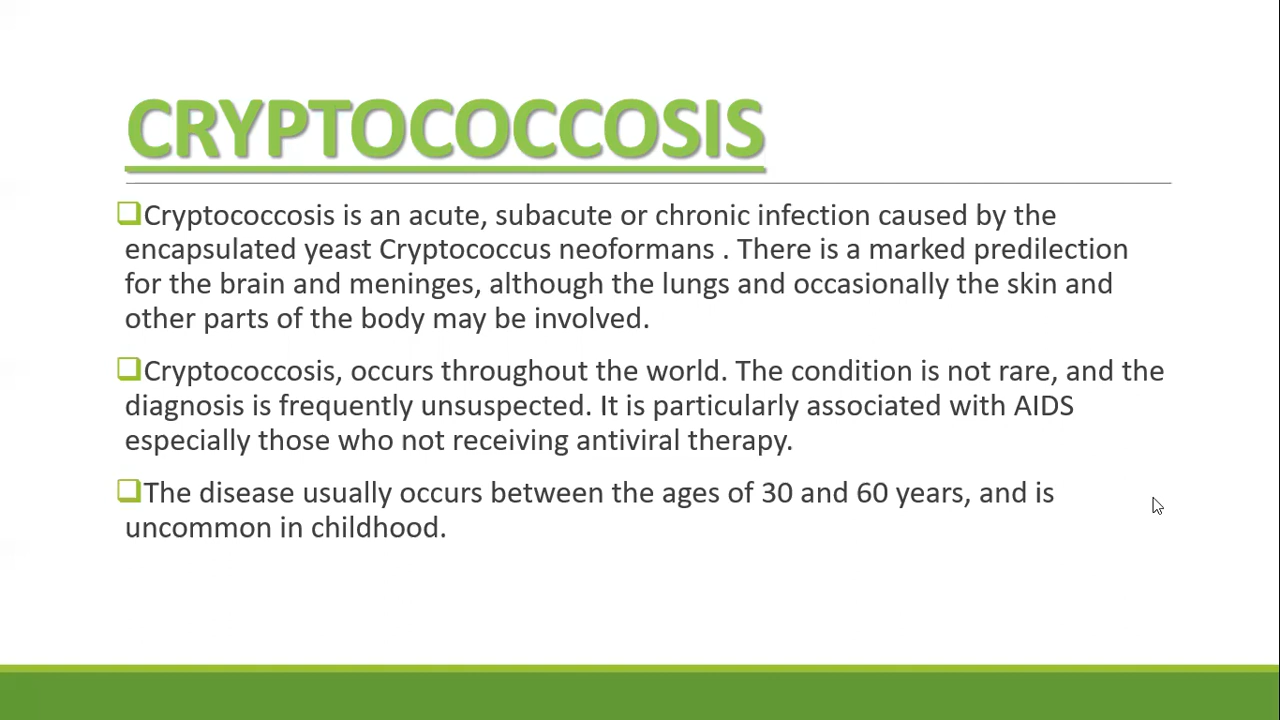 CRYPTOCOCCOSIS
Cryptococcosis is an acute, subacute or chronic infection caused by the
encapsulated yeast Cryptococcus neoformans . There is a marked predilection
for the brain and meninges, although the lungs and occasionally the skin and
other parts of the body may be involved.
Cryptococcosis, occurs throughout the world. The condition is not rare, and the
diagnosis is frequently unsuspected. It is particularly associated with AIDS
especially those who not receiving antiviral therapy.
The disease usually occurs between the ages of 30 and 60 years, and is
uncommon in childhood.